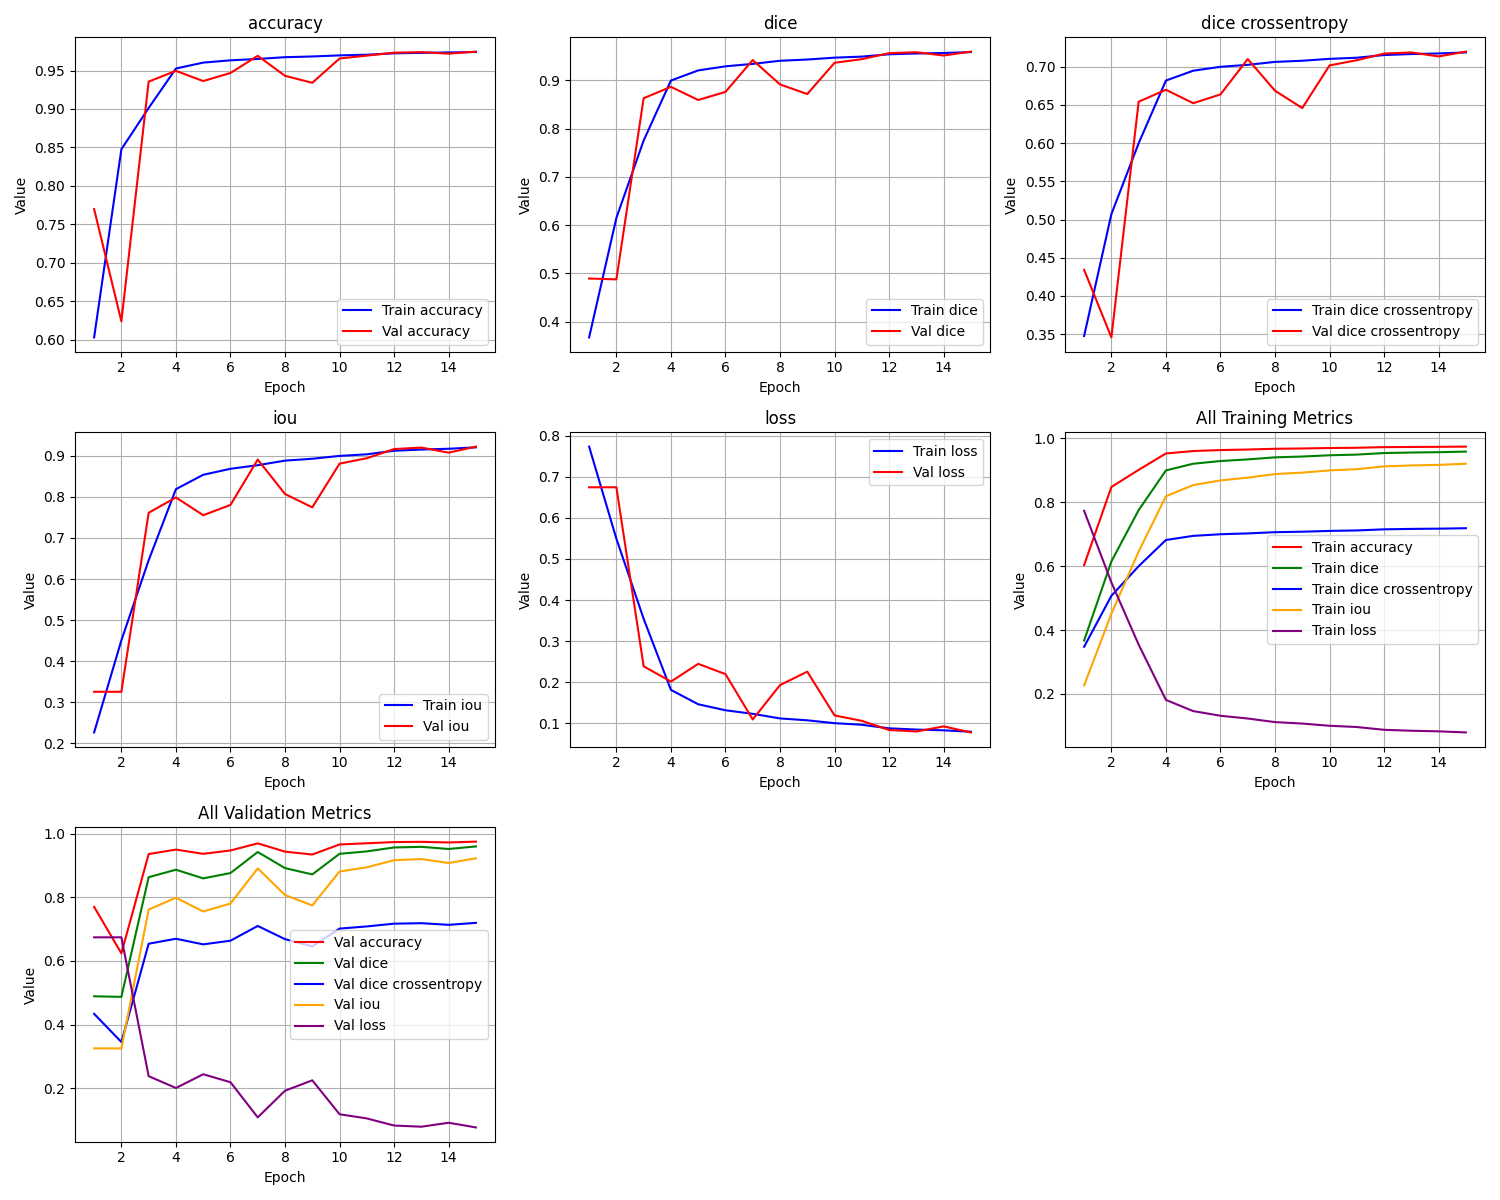 accuracy
Value
0.95
0.90
0.85
0.80
0.75
0.70
0.65
0.60
Train accuracy
Val accuracy
2 4 6 8 10 12 14
Epoch
dice
Value
0.9
0.8
0.7
0.6
0.5
0.4
Train dice
Val dice
2 4 6 8 10 12 14
Epoch
dice crossentropy
Value
0.70
0.65
0.60
0.55
0.50
0.45
0.40
0.35
Train dice crossentropy
Val dice crossentropy
2 4 6 8 10 12 14
Epoch
iou
Value
0.9
0.8
0.7
0.6
0.5
0.4
0.3
0.2
Train iou
Val iou
2 4 6 8 10 12 14
Epoch
loss
Value
0.8
0.7
0.6
0.5
0.4
0.3
0.2
0.1
Train loss
Val loss
2 4 6 8 10 12 14
Epoch
All Training Metrics
Value
1.0
0.8
0.6
0.4
0.2
Train accuracy
Train dice
Train dice crossentropy
Train iou
Train loss
2 4 6 8 10 12 14
Epoch
All Validation Metrics
Value
1.0
0.8
0.6
0.4
0.2
Val accuracy
Val dice
Val dice crossentropy
Val iou
Val loss
2 4 6 8 10 12 14
Epoch